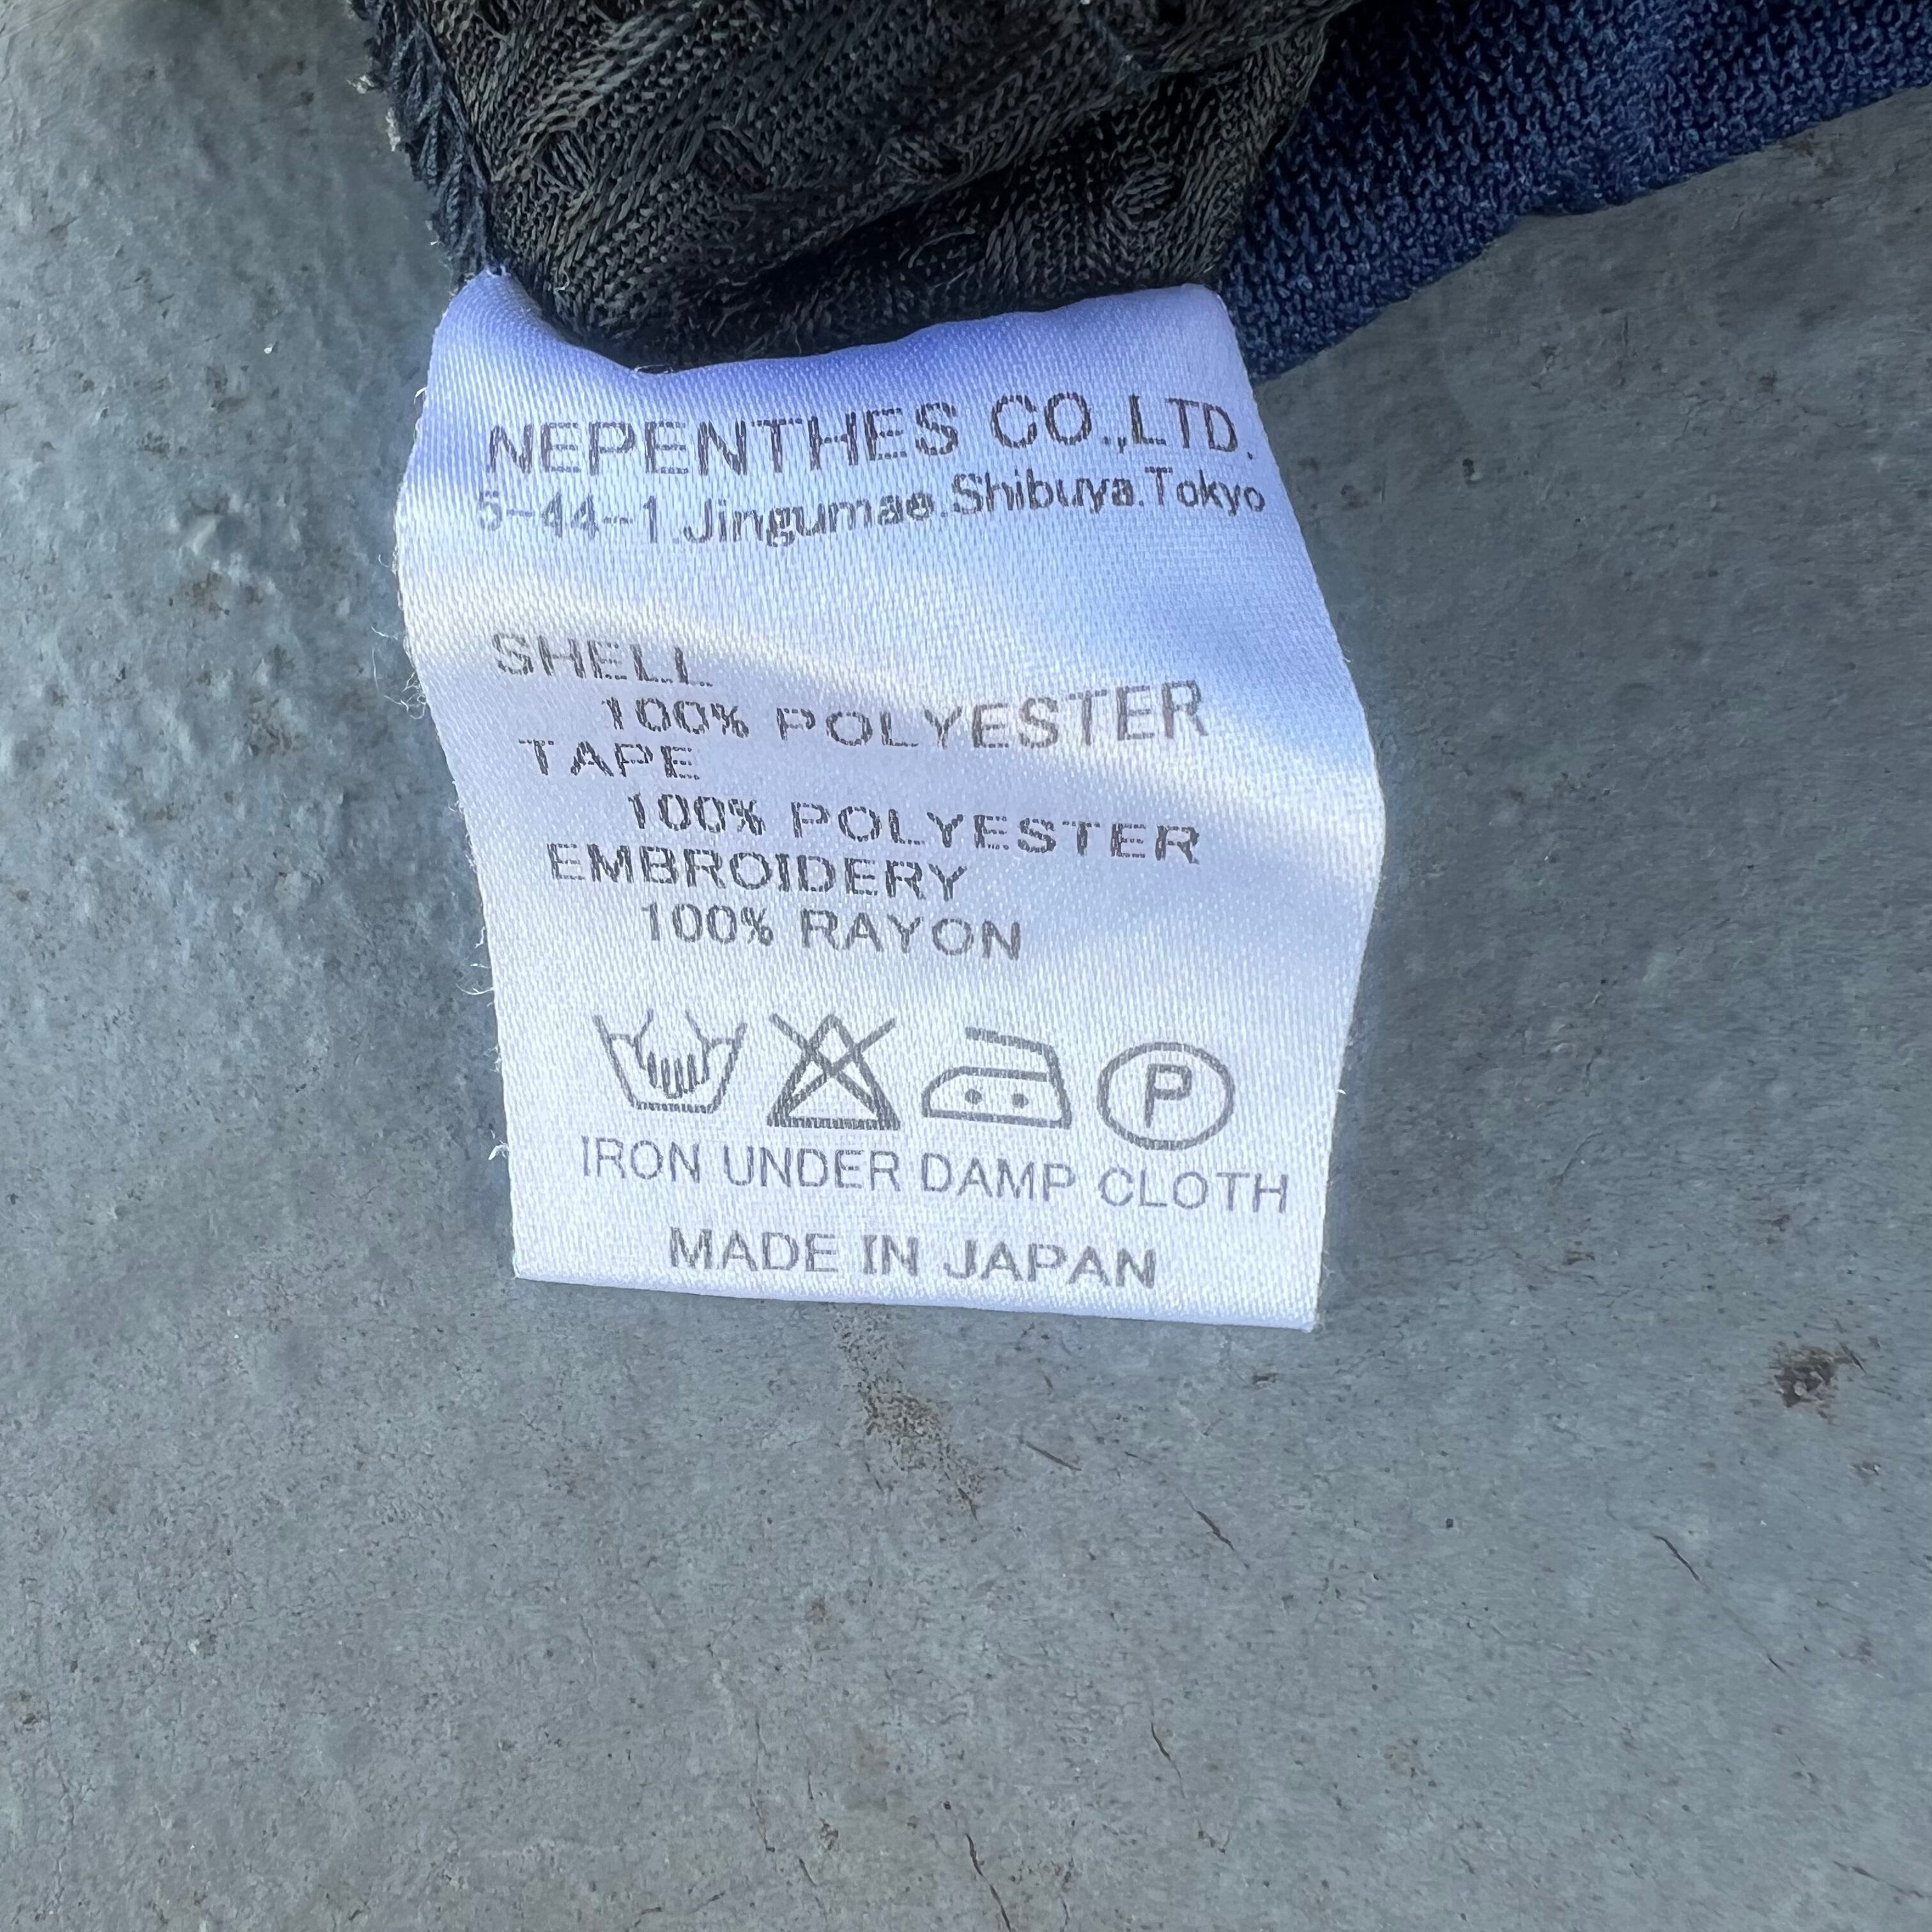 NEPENTHES CO.,LTD.
5-44-1 Jingumae.Shibuya.Tokyo
SHELL
100% POLYESTER
TAPE
100% POLYESTER
EMBROIDERY
100% RAYON
P
IRON UNDER DAMP CLOTH
MADE IN JAPAN